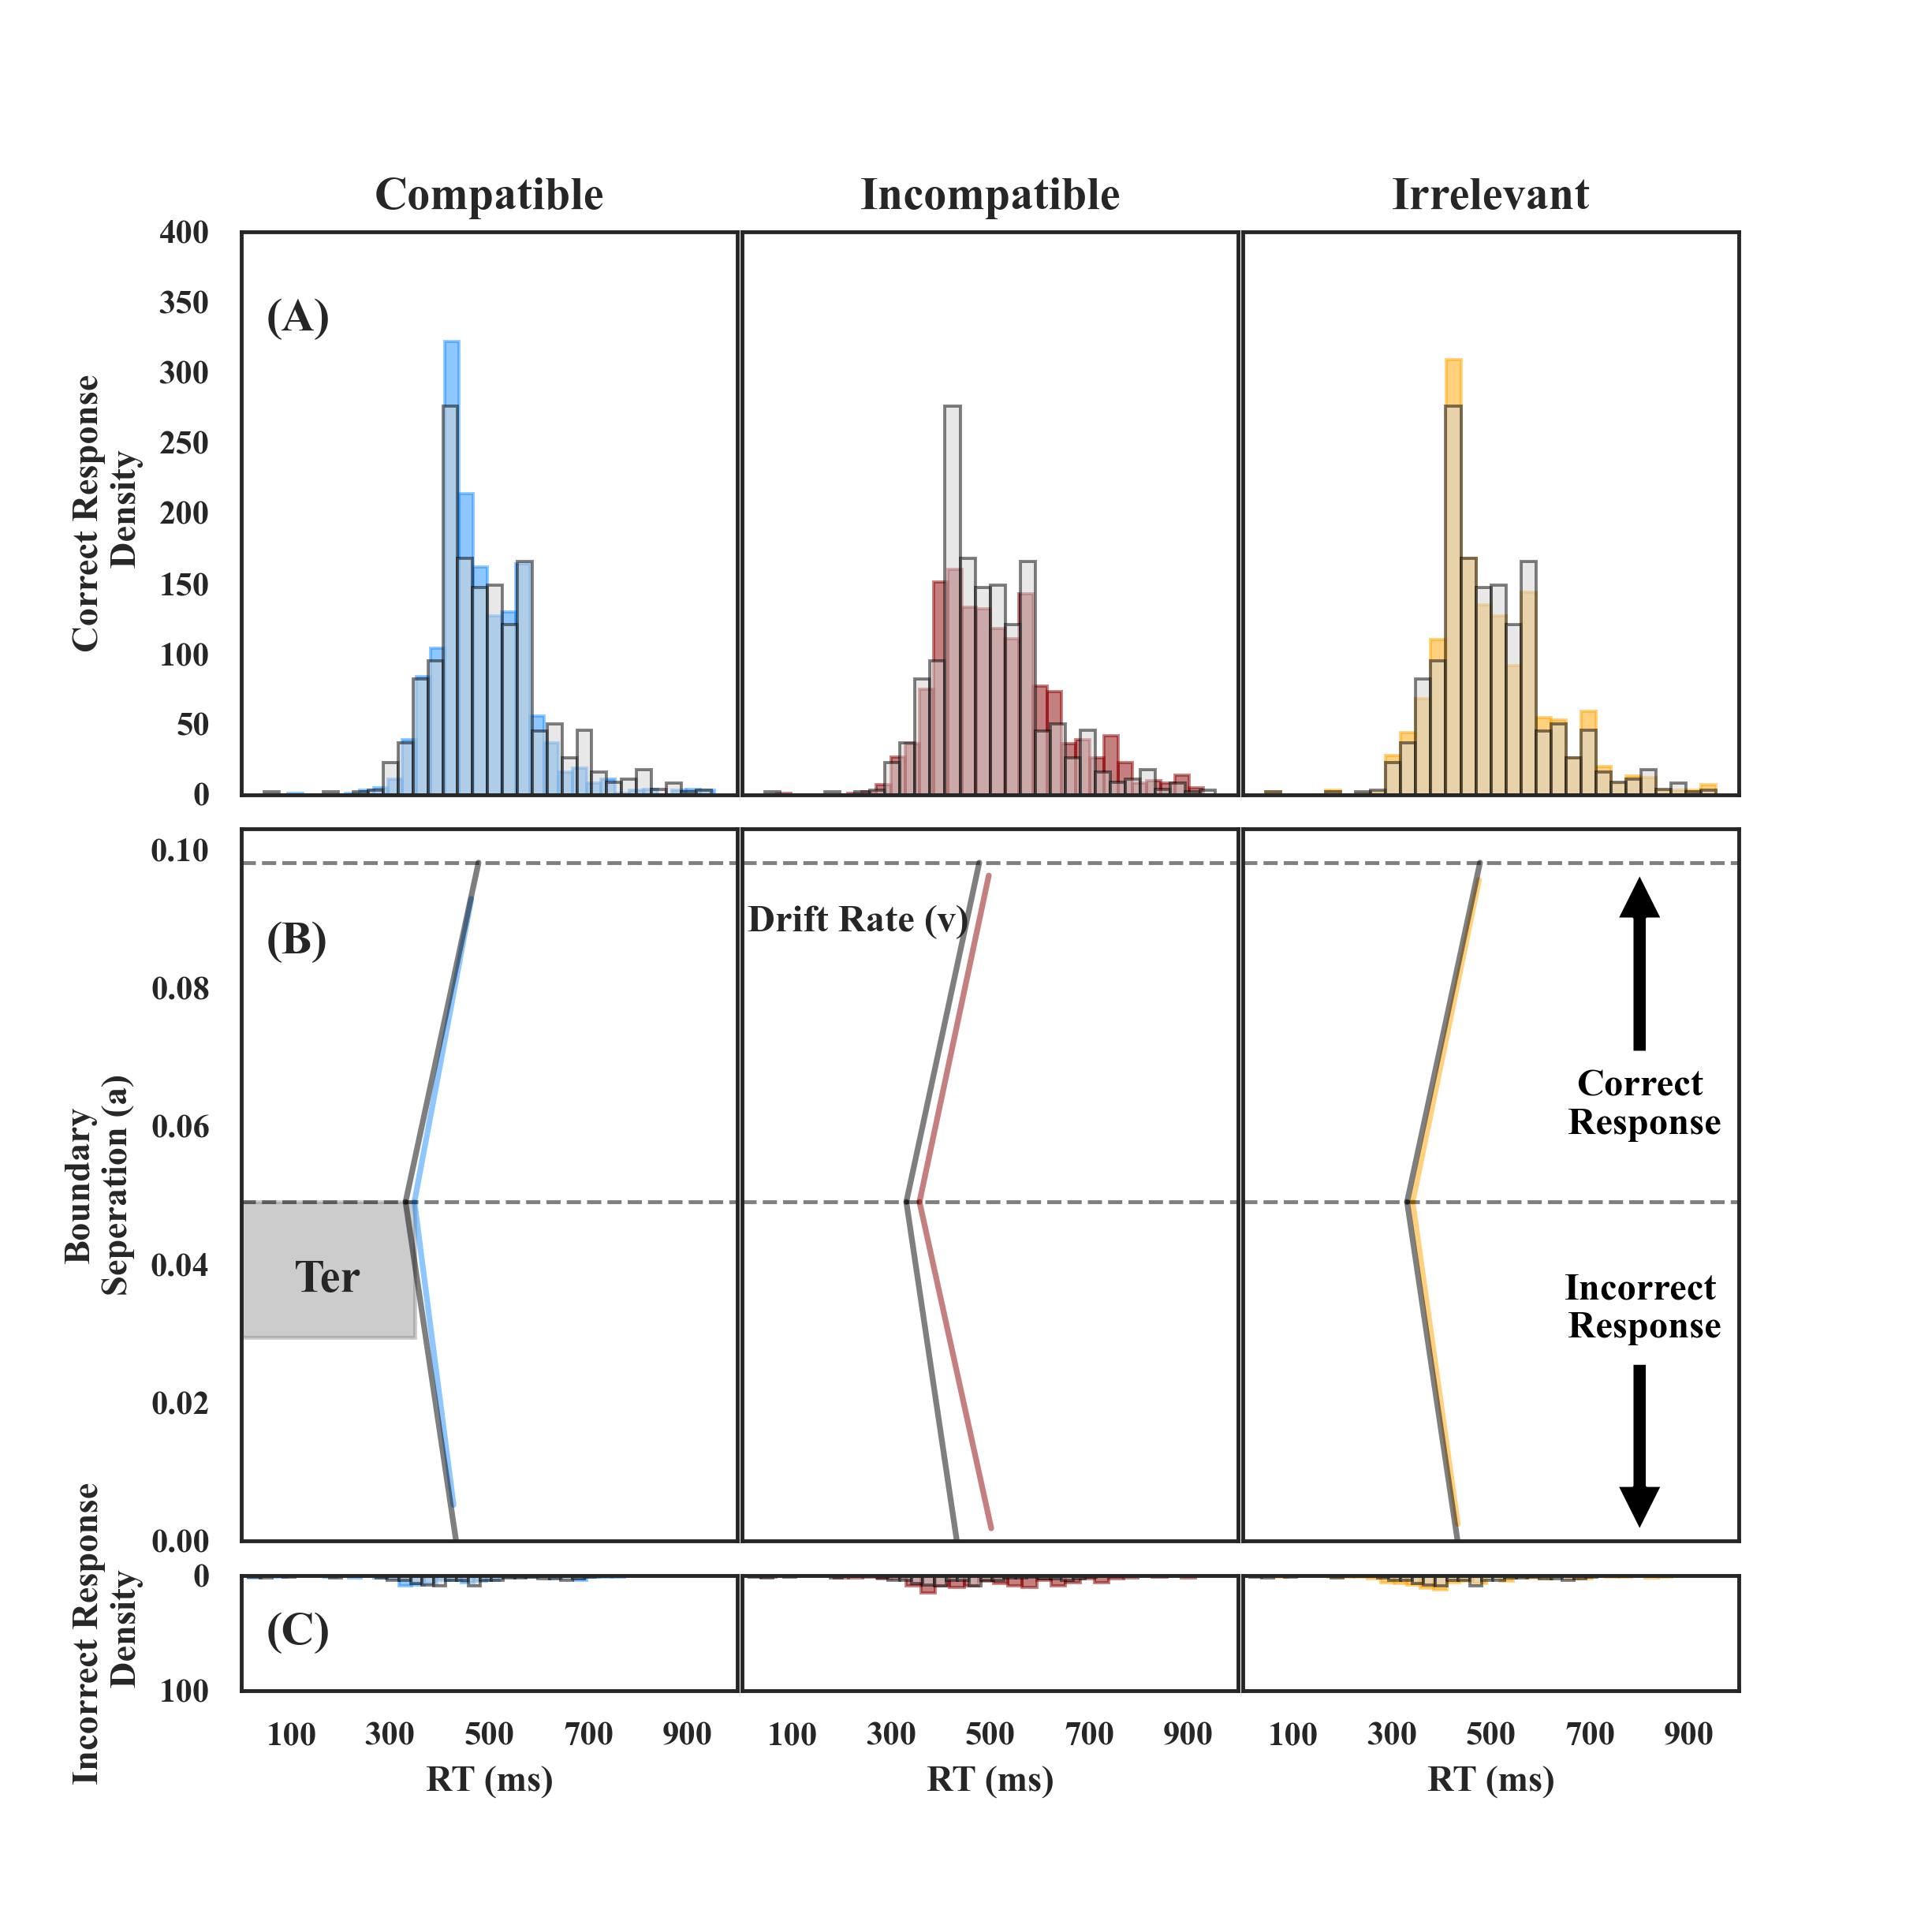 Compatible
Incompatible
Irrelevant
400
350
300
250
200
150
100
50
0
Correct Response
Density
(A)
0.10
0.08
0.06
0.04
0.02
0.00
Boundary
Seperation (a)
(B)
Ter
Drift Rate (v)
Correct
Response
Incorrect
Response
0
100
Incorrect Response
Density
(C)
100 300 500 700 900
100 300 500 700 900
100 300 500 700 900
RT (ms)
RT (ms)
RT (ms)